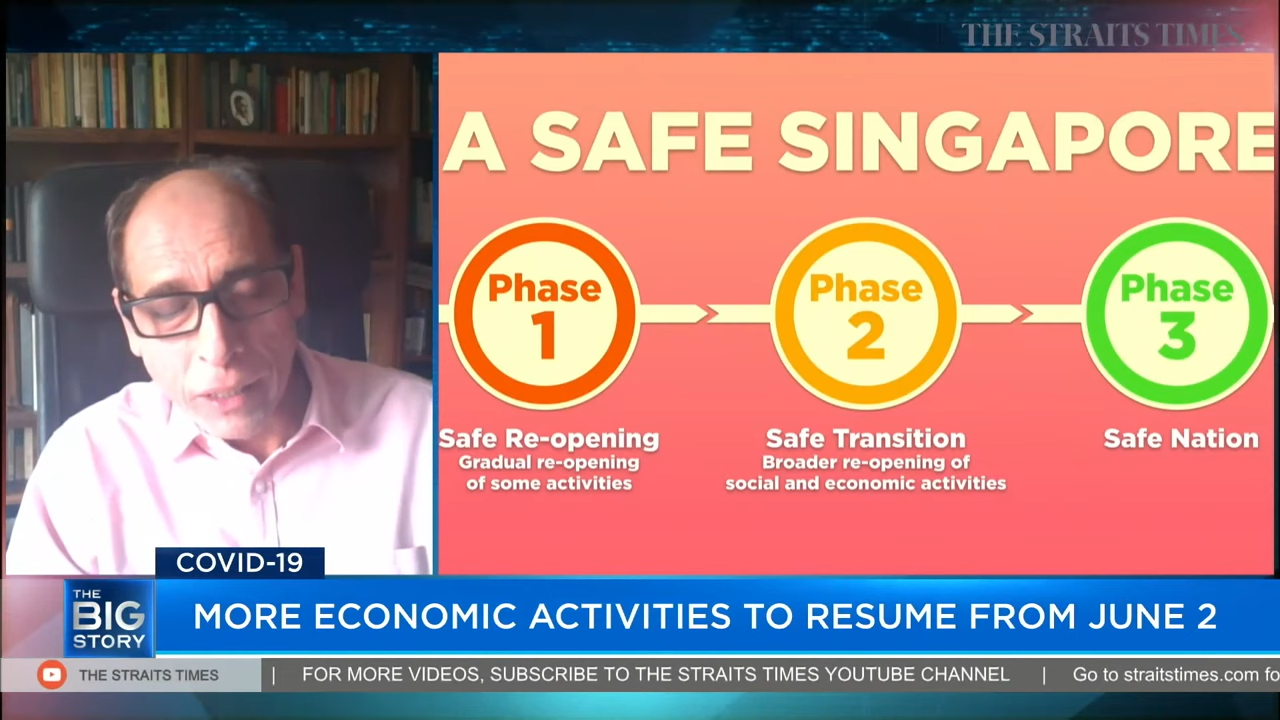 THE STRAITS TIMES
A SAFE SINGAPORE
Phase
1
Phase
2
Phase
3
Safe Re-opening
Gradual re-opening
of some activities
Safe Transition
Broader re-opening of
social and economic activities
Safe Nation
COVID-19
THE
BIG
STORY
MORE ECONOMIC ACTIVITIES TO RESUME FROM JUNE 2
THE STRAITS TIMES | FOR MORE VIDEOS, SUBSCRIBE TO THE STRAITS TIMES YOUTUBE CHANNEL | Go to straitstimes.com fo